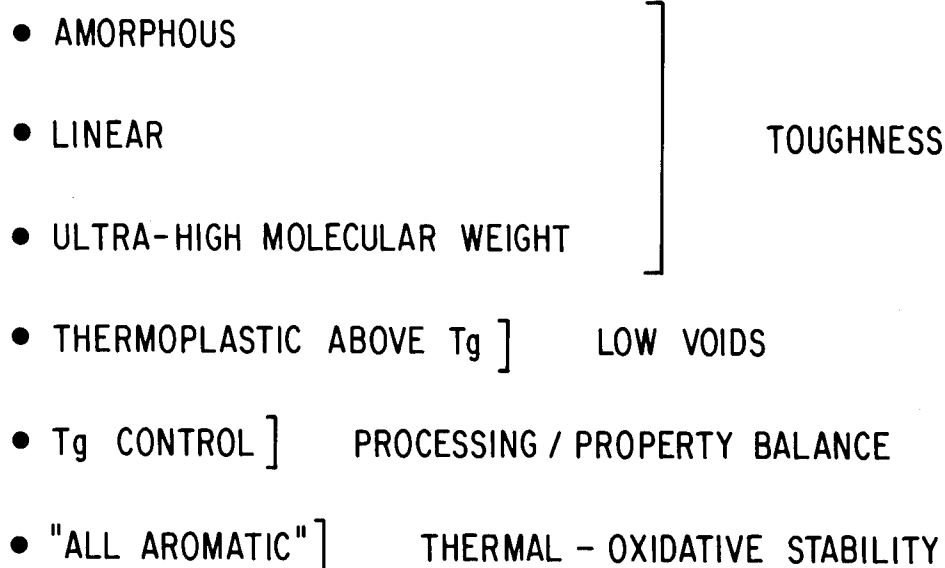 • AMORPHOUS
• LINEAR TOUGHNESS
• ULTRA-HIGH MOLECULAR WEIGHT
• THERMOPLASTIC ABOVE Tg ] LOW VOIDS
• Tg CONTROL ] PROCESSING / PROPERTY BALANCE
• "ALL AROMATIC" ] THERMAL - OXIDATIVE STABILITY